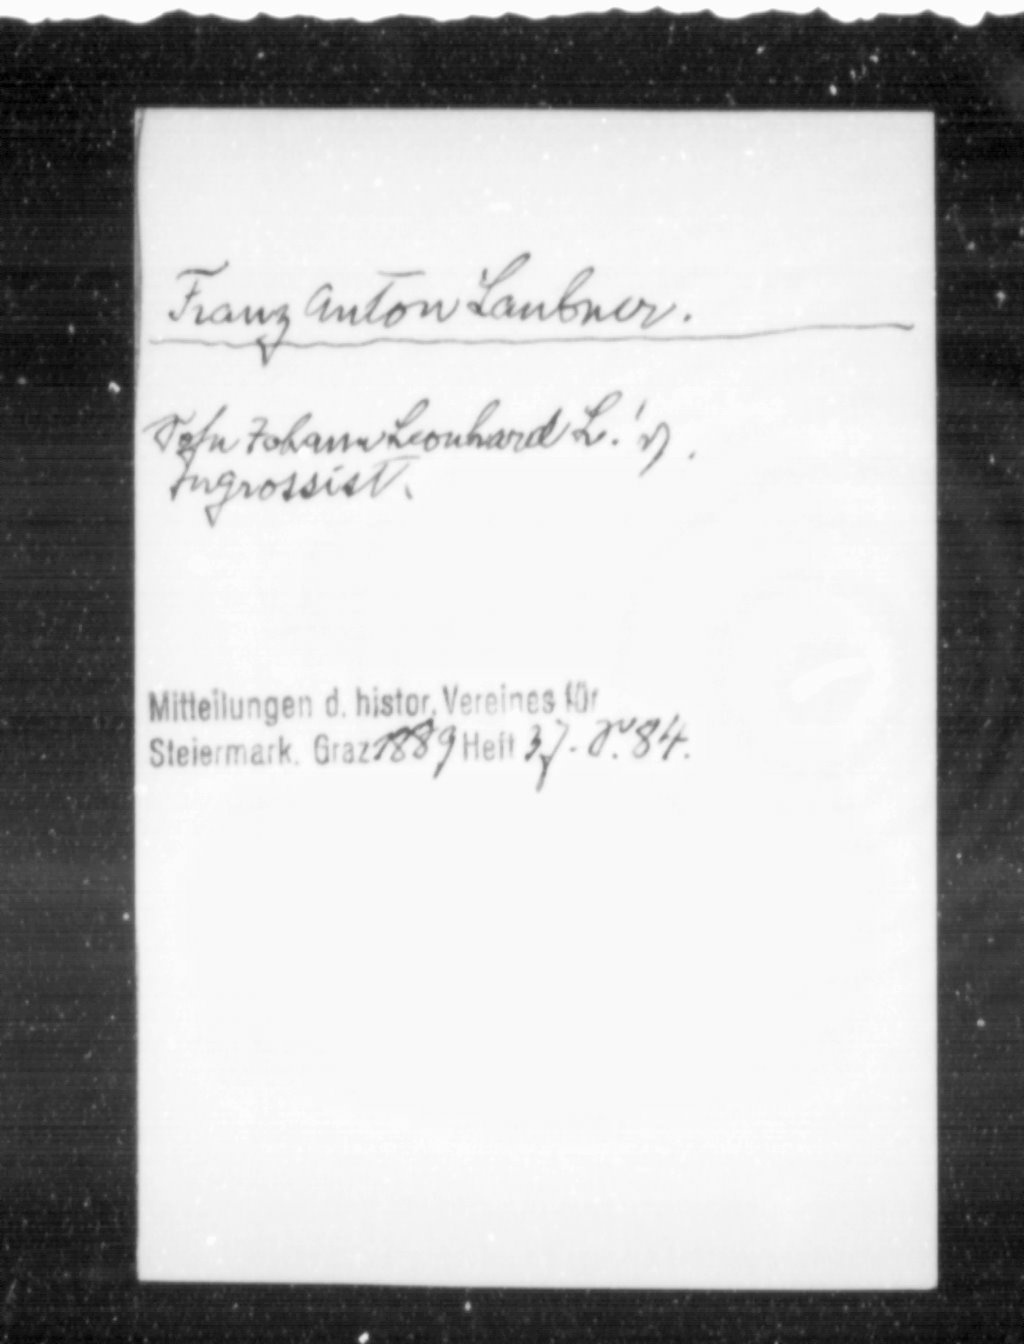 Franz Anton Laubner.
Sohn Johann Leonhard L.'s.
Ingrossist.
Mitteilungen d. histor. Vereines für
Steiermark. Graz 1889 Heft 37. S. 84.